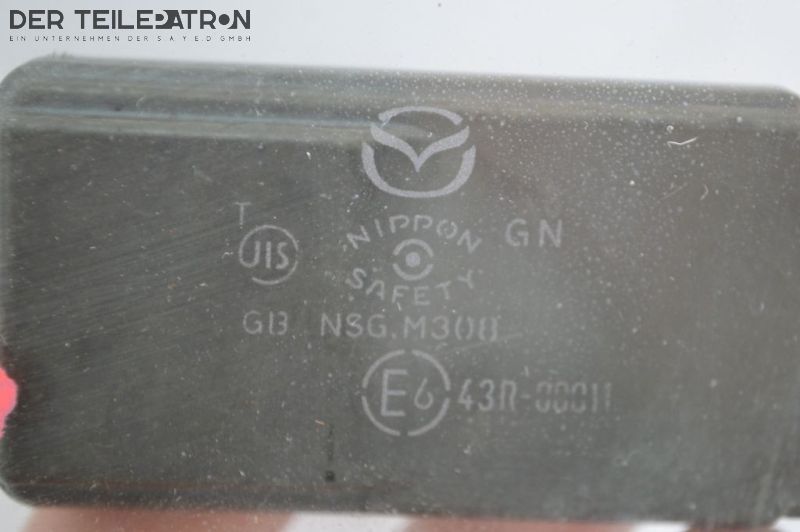 DER TEILEPATRON
EIN UNTERNEHMEN DER S A Y E D GMBH
T
JIS
NIPPON
SAFETY
GN
GB NSG.M308
E6 43R-00011